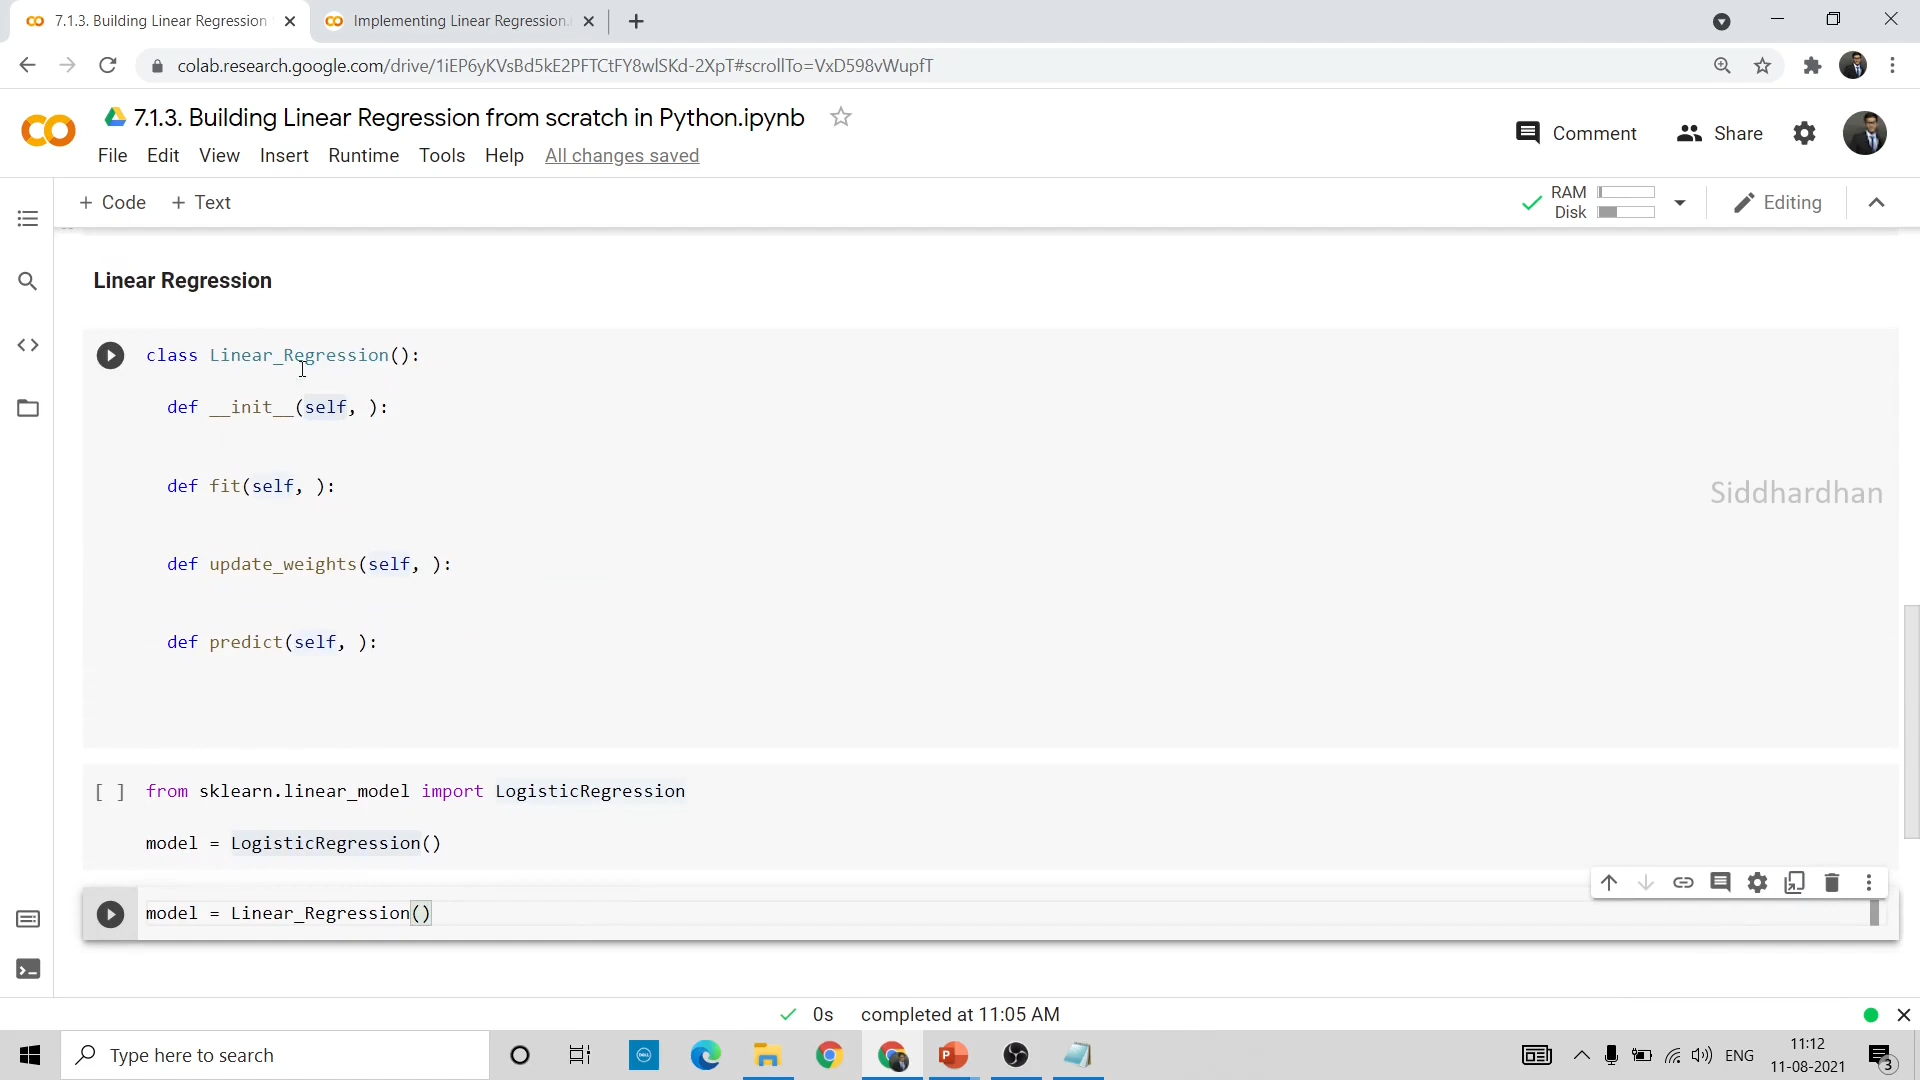 7.1.3. Building Linear Regression
Implementing Linear Regression.
colab.research.google.com/drive/1iEP6yKVsBd5kE2PFTCtFY8wlSKd-2XpT#scrollTo=VxD598vWupfT
7.1.3. Building Linear Regression from scratch in Python.ipynb
Comment
Share
File Edit View Insert Runtime Tools Help All changes saved
+ Code + Text
RAM
Disk
Editing
Linear Regression
class Linear_Regression():
def __init__(self, ):
def fit(self, ):
Siddhardhan
def update_weights(self, ):
def predict(self, ):
[ ] from sklearn.linear_model import LogisticRegression
model = LogisticRegression()
model = Linear_Regression()
0s completed at 11:05 AM
Type here to search
DELL
ENG
11:12
11-08-2021
3